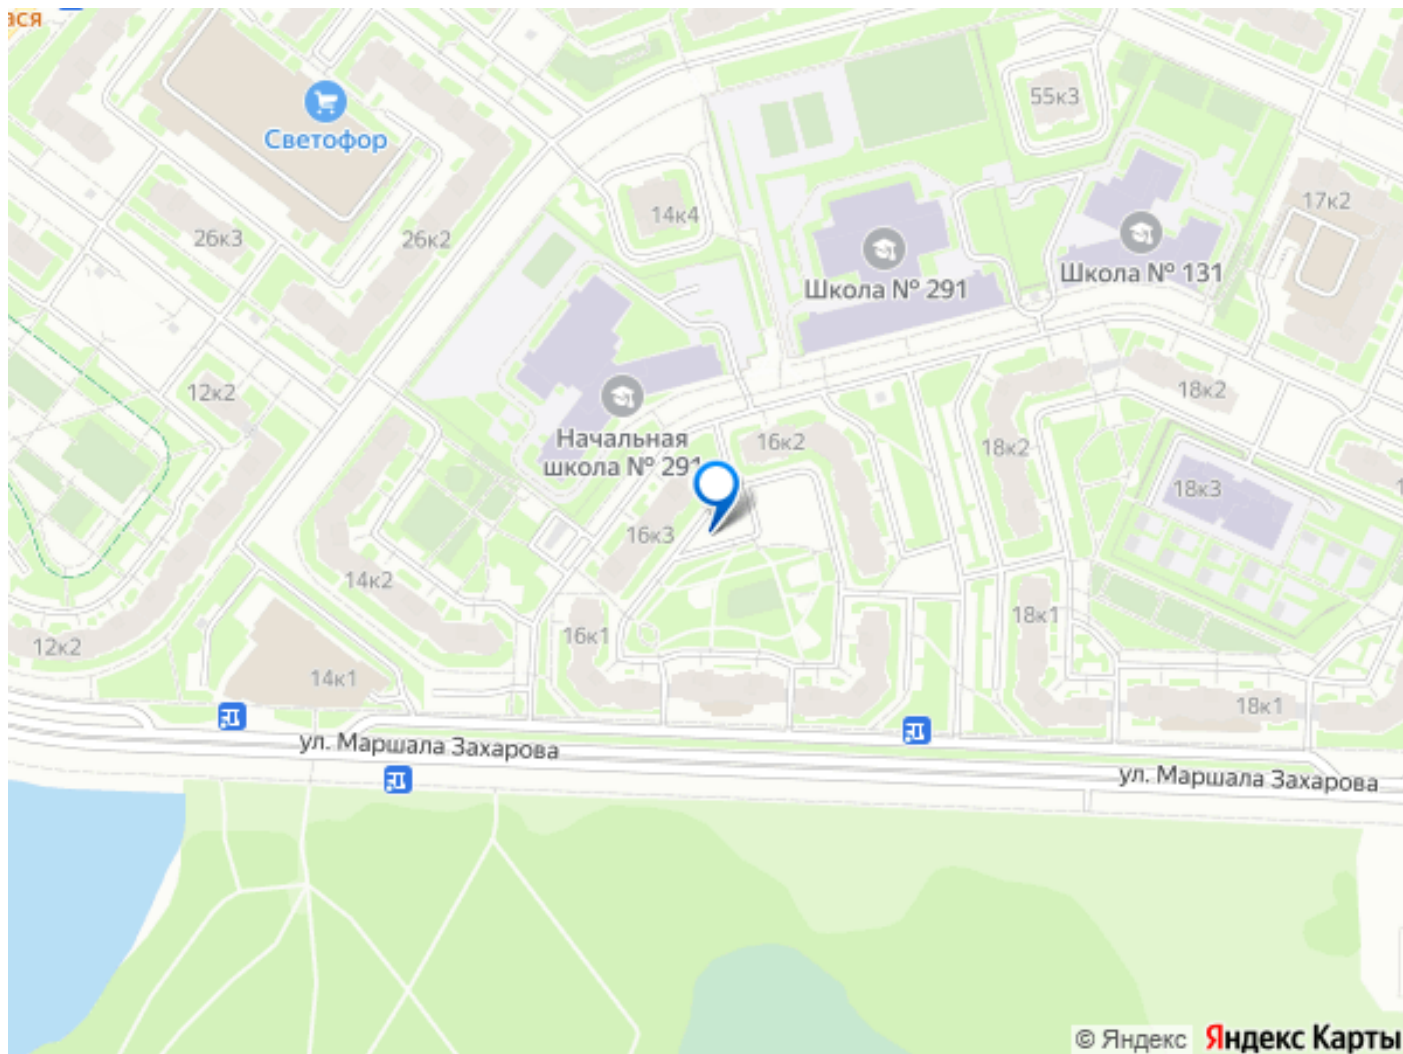 ася
Светофор
55к3
17к2
14к4
26к3
26к2
Школа № 291
Школа № 131
12к2
Начальная
школа № 291
16к2
18к2
18к2
18к3
16к3
14к2
12к2
16к1
18к1
14к1
18к1
ул. Маршала Захарова
ул. Маршала Захарова
© Яндекс
Яндекс Карты